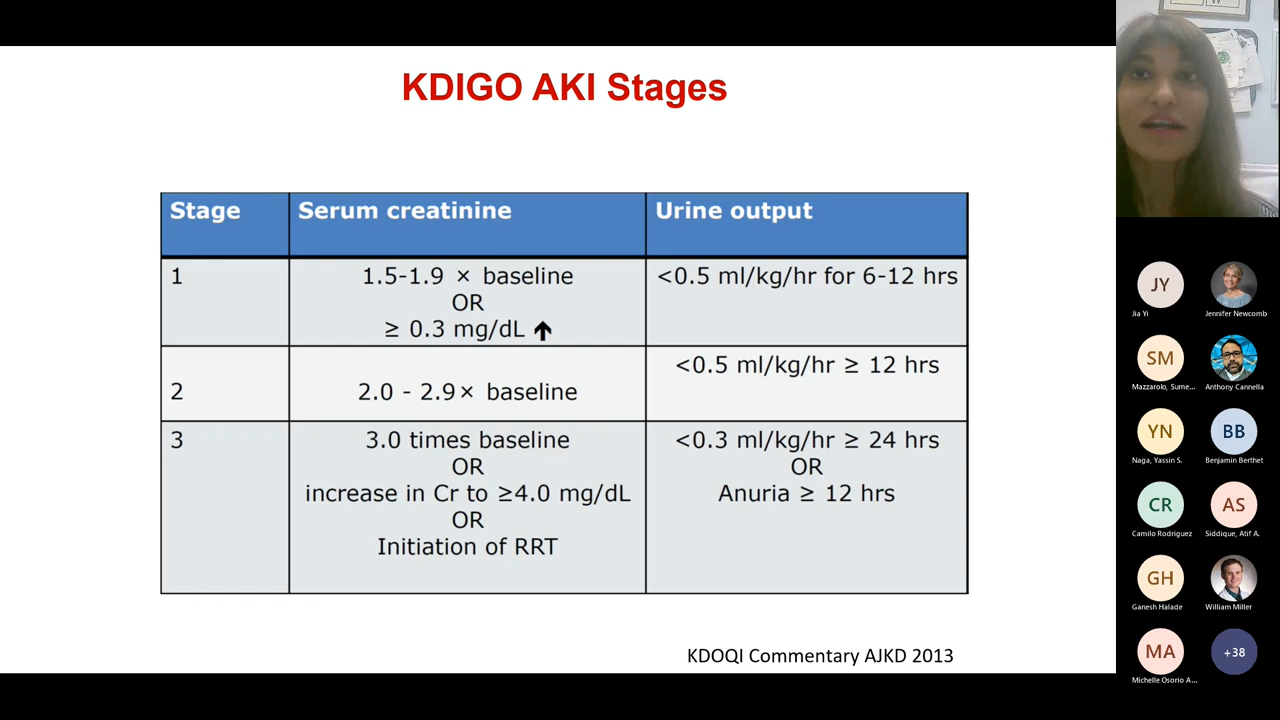 KDIGO AKI Stages
Stage
Serum creatinine
Urine output
1
1.5-1.9 × baseline
OR
≥ 0.3 mg/dL ↑
<0.5 ml/kg/hr for 6-12 hrs
2
2.0 - 2.9× baseline
<0.5 ml/kg/hr ≥ 12 hrs
3
3.0 times baseline
OR
increase in Cr to ≥4.0 mg/dL
OR
Initiation of RRT
<0.3 ml/kg/hr ≥ 24 hrs
OR
Anuria ≥ 12 hrs
KDOQI Commentary AJKD 2013
JY
Jia Yi
Jennifer Newcomb
SM
Mazzarolo, Sume...
Anthony Cannella
YN
Naga, Yassin S.
BB
Benjamin Berthet
CR
Camilo Rodriguez
AS
Siddique, Atif A.
GH
Ganesh Halade
William Miller
MA
Michelle Osorio A...
+38